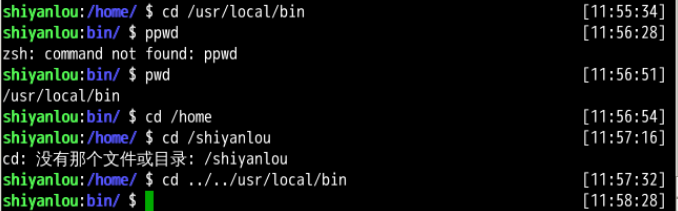 shiyanlou:/home/ $ cd /usr/local/bin [11:55:34]
shiyanlou:bin/ $ ppwd [11:56:28]
zsh: command not found: ppwd
shiyanlou:bin/ $ pwd [11:56:51]
/usr/local/bin
shiyanlou:bin/ $ cd /home [11:56:54]
shiyanlou:/home/ $ cd /shiyanlou [11:57:16]
cd: 没有那个文件或目录: /shiyanlou
shiyanlou:/home/ $ cd ../../usr/local/bin [11:57:32]
shiyanlou:bin/ $ [11:58:28]